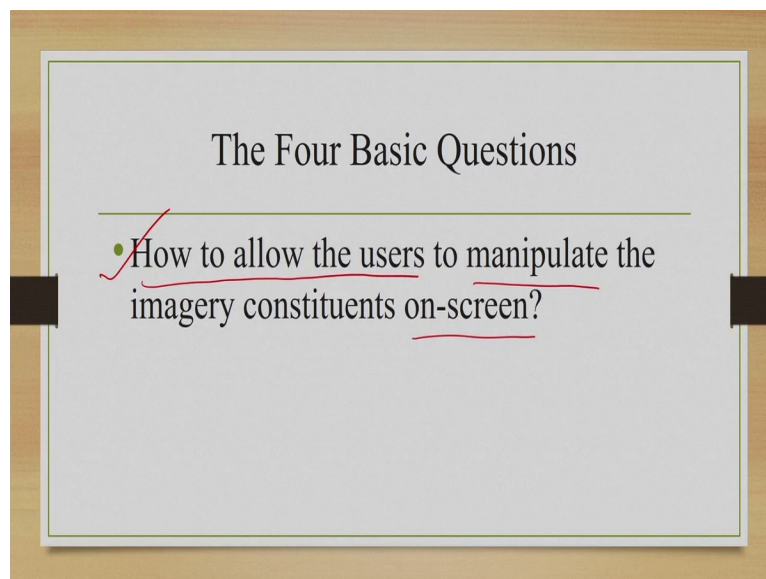 The Four Basic Questions
• How to allow the users to manipulate the
imagery constituents on-screen?